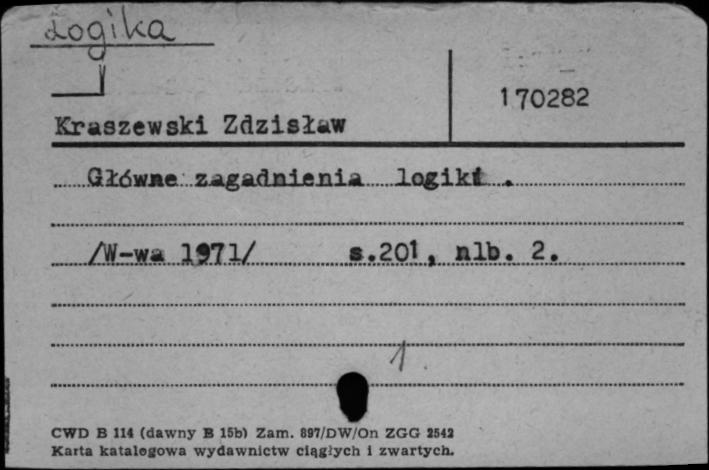 Logika
170282
Kraszewski Zdzisław
Główne zagadnienia logiki.
/W-wa 1971/ s.201, nlb. 2.
1
CWD B 114 (dawny B 15b) Zam. 897/DW/On ZGG 2542
Karta katalogowa wydawnictw ciągłych i zwartych.